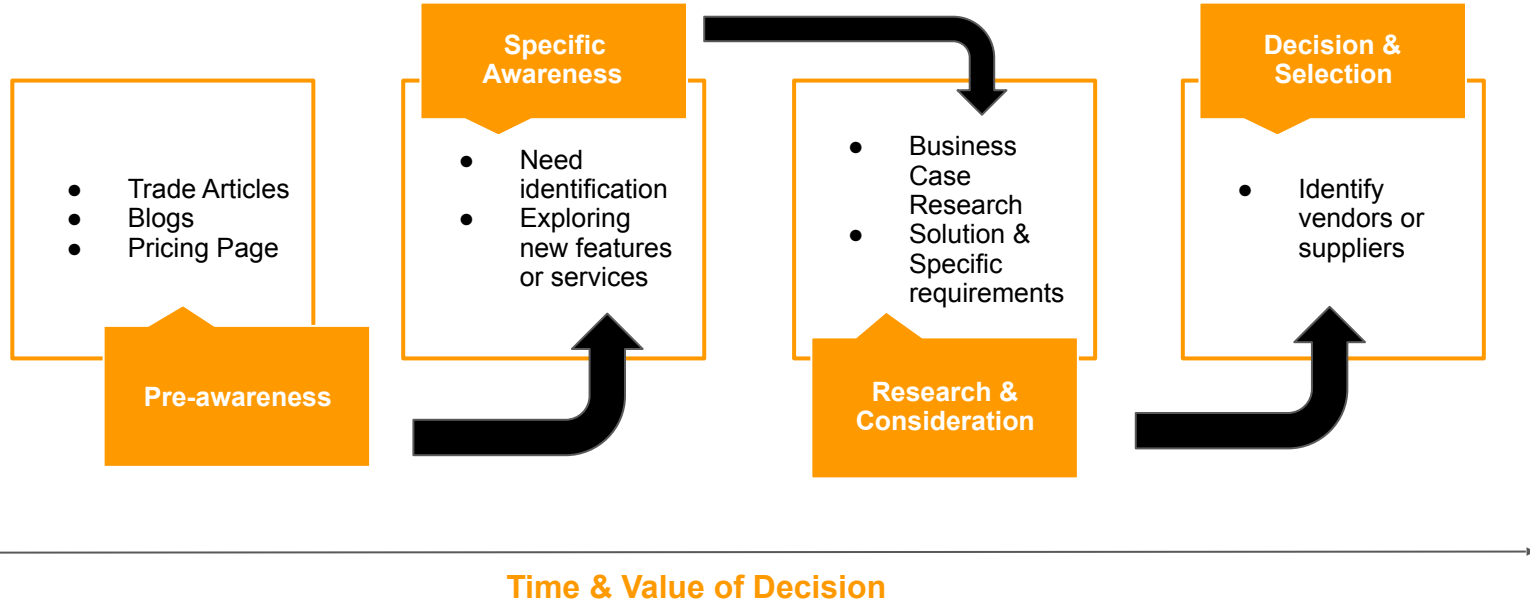 ● Trade Articles
● Blogs
● Pricing Page
Pre-awareness
Specific
Awareness
● Need
identification
● Exploring
new features
or services
● Business
Case
Research
● Solution &
Specific
requirements
Research &
Consideration
Decision &
Selection
● Identify
vendors or
suppliers
Time & Value of Decision